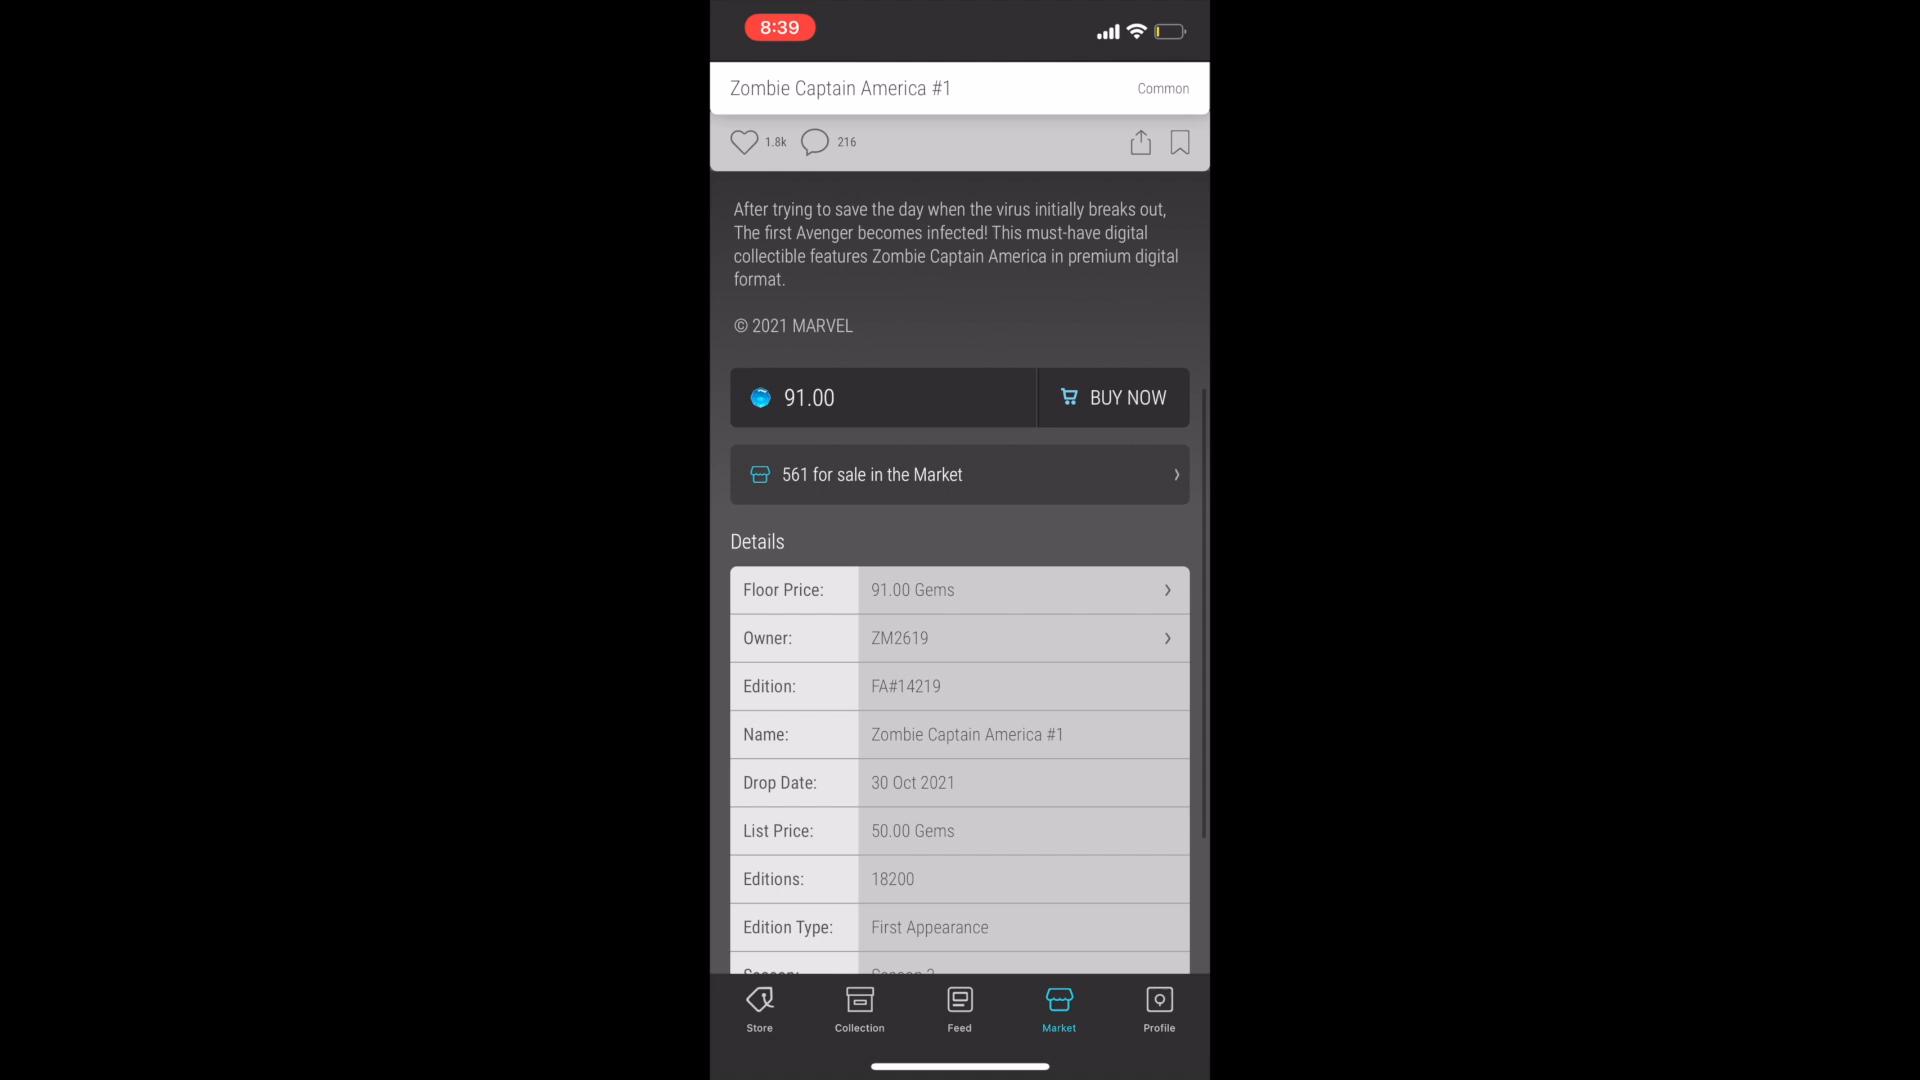 8:39
Zombie Captain America #1
Common
1.8k
216
After trying to save the day when the virus initially breaks out,
The first Avenger becomes infected! This must-have digital
collectible features Zombie Captain America in premium digital
format.
© 2021 MARVEL
91.00
BUY NOW
561 for sale in the Market
Details
Floor Price: 91.00 Gems
Owner: ZM2619
Edition: FA#14219
Name: Zombie Captain America #1
Drop Date: 30 Oct 2021
List Price: 50.00 Gems
Editions: 18200
Edition Type: First Appearance
Store
Collection
Feed
Market
Profile